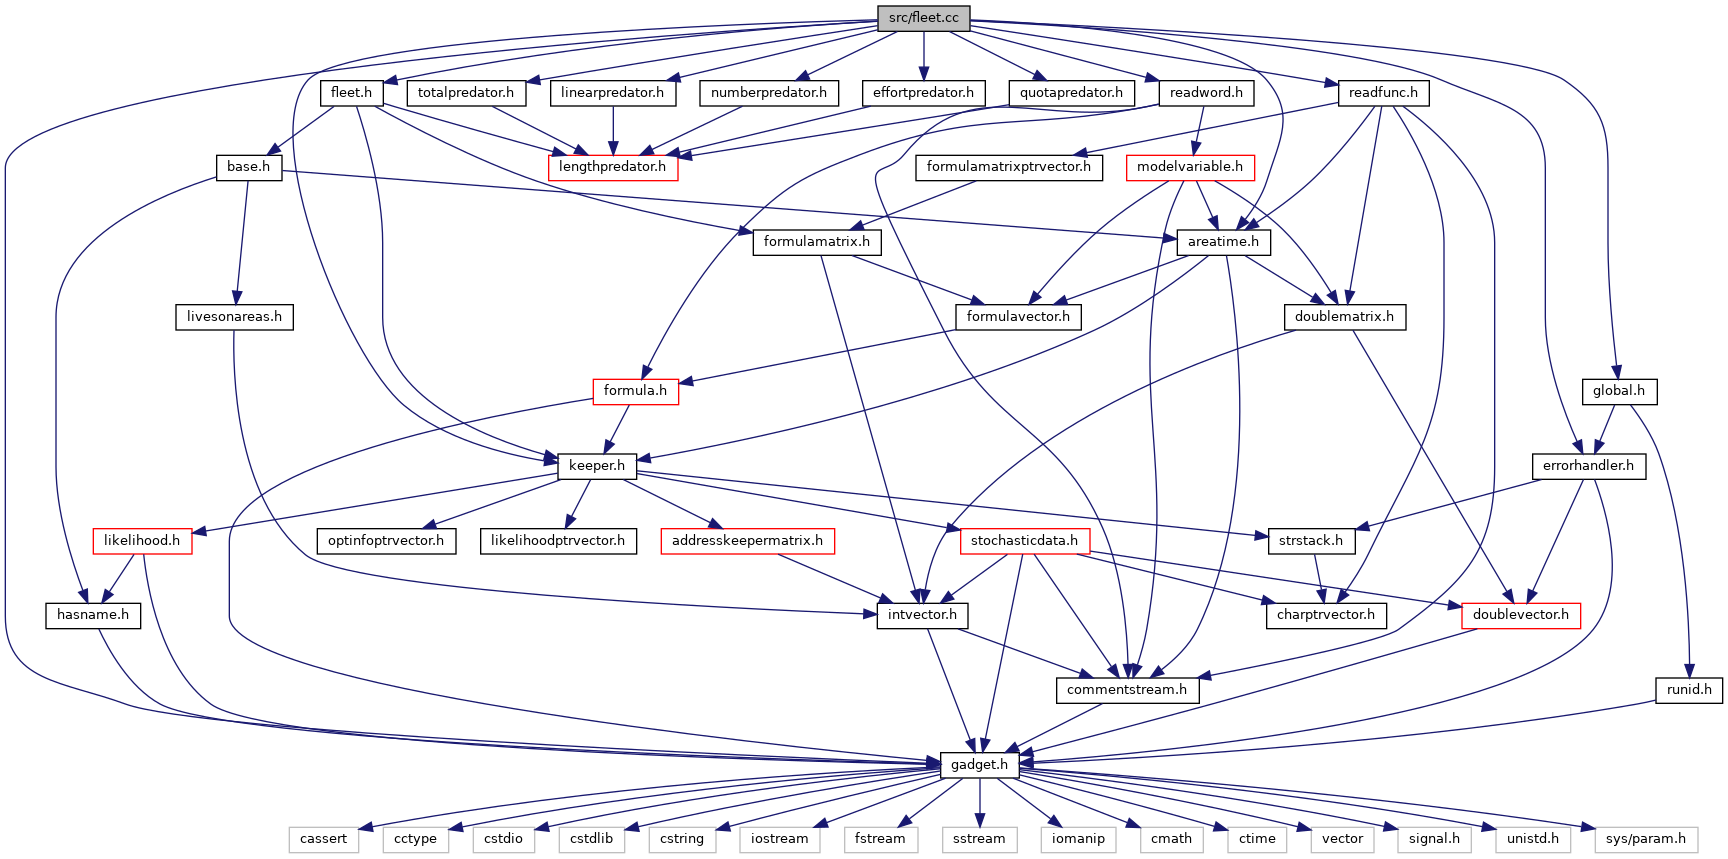 src/fleet.cc
fleet.h
totalpredator.h
linearpredator.h
numberpredator.h
effortpredator.h
quotapredator.h
readword.h
readfunc.h
base.h
lengthpredator.h
formulamatrixptrvector.h
modelvariable.h
formulamatrix.h
areatime.h
livesonareas.h
formulavector.h
doublematrix.h
formula.h
global.h
keeper.h
errorhandler.h
likelihood.h
optinfoptrvector.h
likelihoodptrvector.h
addresskeepermatrix.h
stochasticdata.h
strstack.h
hasname.h
intvector.h
charptrvector.h
doublevector.h
commentstream.h
runid.h
gadget.h
cassert
cctype
cstdio
cstdlib
cstring
iostream
fstream
sstream
iomanip
cmath
ctime
vector
signal.h
unistd.h
sys/param.h